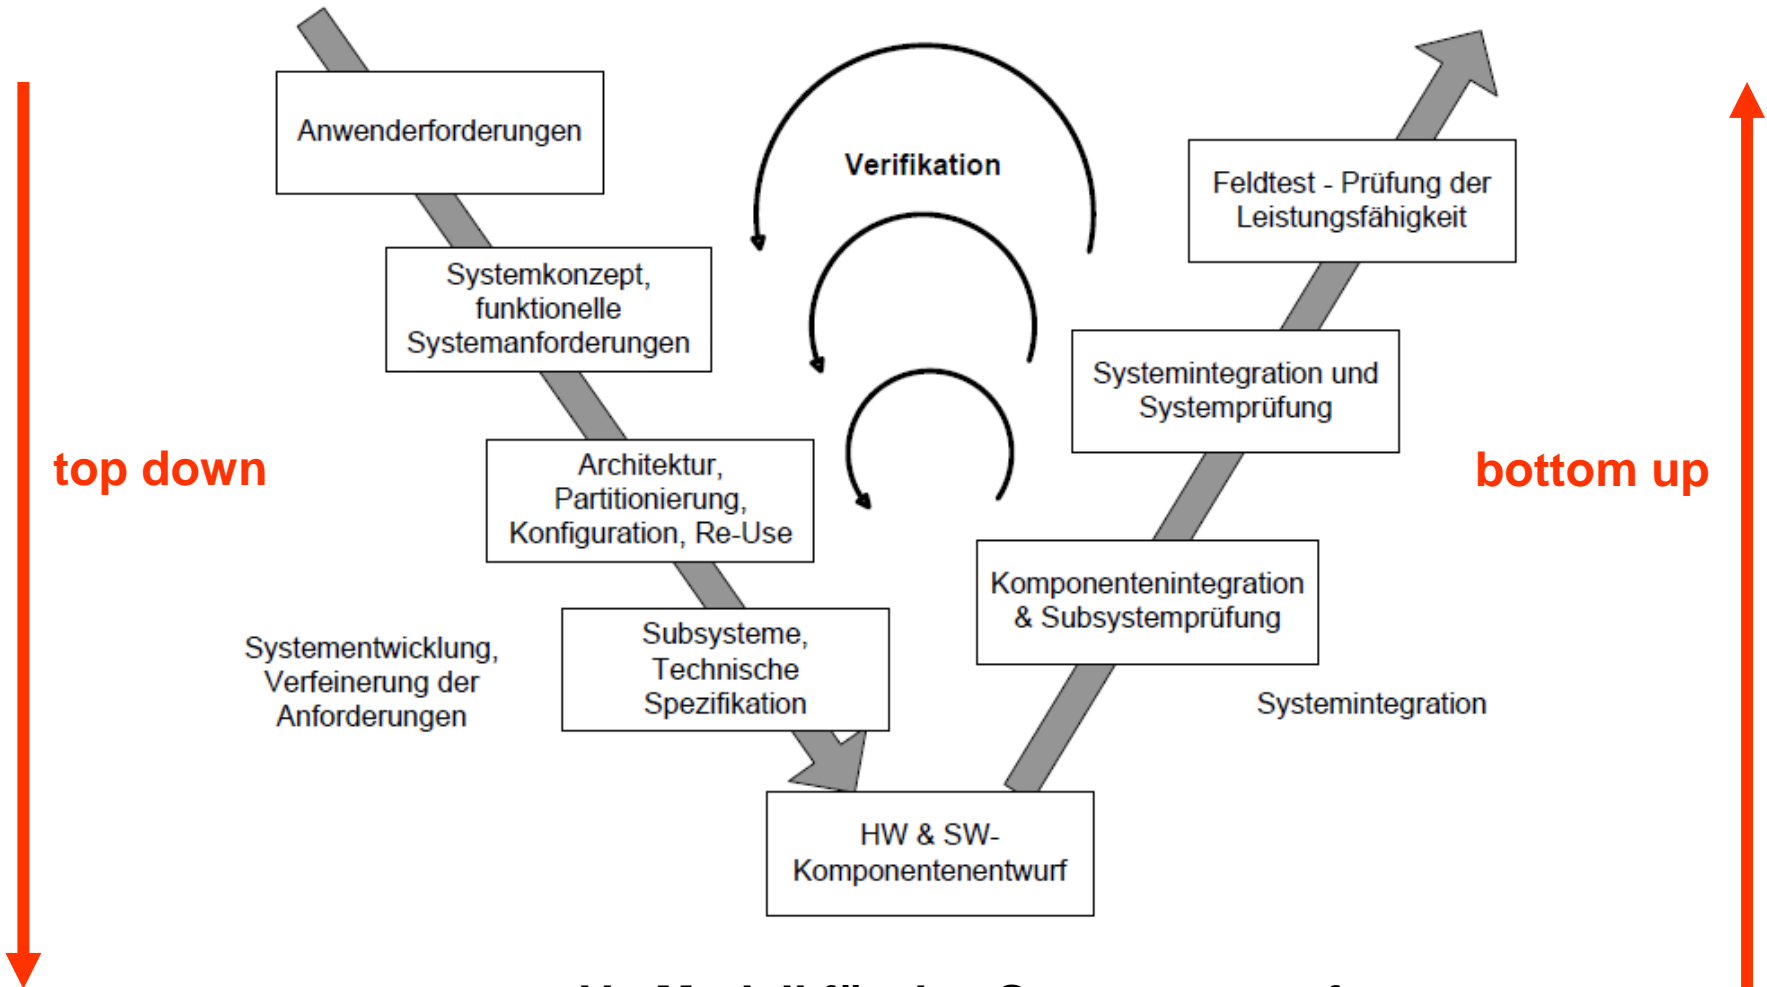 Anwenderforderungen
Verifikation
Feldtest - Prüfung der
Leistungsfähigkeit
Systemkonzept,
funktionelle
Systemanforderungen
Systemintegration und
Systemprüfung
top down
bottom up
Architektur,
Partitionierung,
Konfiguration, Re-Use
Komponentenintegration
& Subsystemprüfung
Systementwicklung,
Verfeinerung der
Anforderungen
Subsysteme,
Technische
Spezifikation
Systemintegration
HW & SW-
Komponentenentwurf